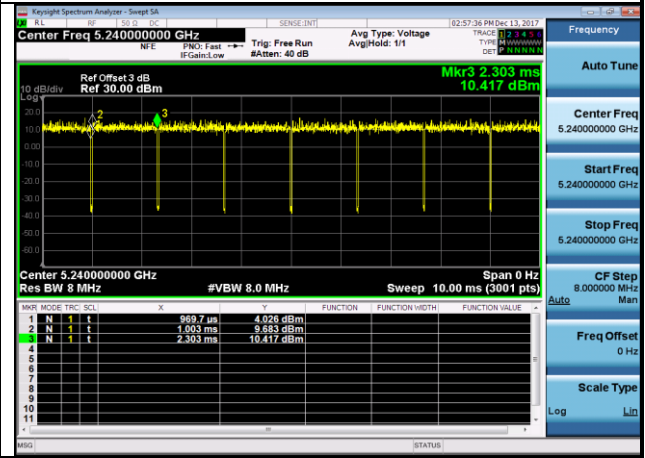 Keysight Spectrum Analyzer - Swept SA
RL RF 50 Ω DC SENSE:INT 02:57:36 PM Dec 13, 2017
Center Freq 5.240000000 GHz
NFE PNO: Fast IFGain:Low
Trig: Free Run #Atten: 40 dB
Avg Type: Voltage Avg|Hold: 1/1
TRACE 1 2 3 4 5 6
TYPE M WWWWW
DET P N N N N N
Frequency
Auto Tune
Center Freq
5.240000000 GHz
Start Freq
5.240000000 GHz
Stop Freq
5.240000000 GHz
CF Step
8.000000 MHz
Auto Man
Freq Offset
0 Hz
Scale Type
Log Lin
Mkr3 2.303 ms
10.417 dBm
Ref Offset 3 dB
10 dB/div Ref 30.00 dBm
Log
20.0
10.0
0.00
-10.0
-20.0
-30.0
-40.0
-50.0
-60.0
2
3
Center 5.240000000 GHz Span 0 Hz
Res BW 8 MHz #VBW 8.0 MHz Sweep 10.00 ms (3001 pts)
MKR MODE TRC SCL X Y FUNCTION FUNCTION WIDTH FUNCTION VALUE
1 N 1 t 969.7 µs 4.026 dBm
2 N 1 t 1.003 ms 9.683 dBm
3 N 1 t 2.303 ms 10.417 dBm
4
5
6
7
8
9
10
11
MSG STATUS